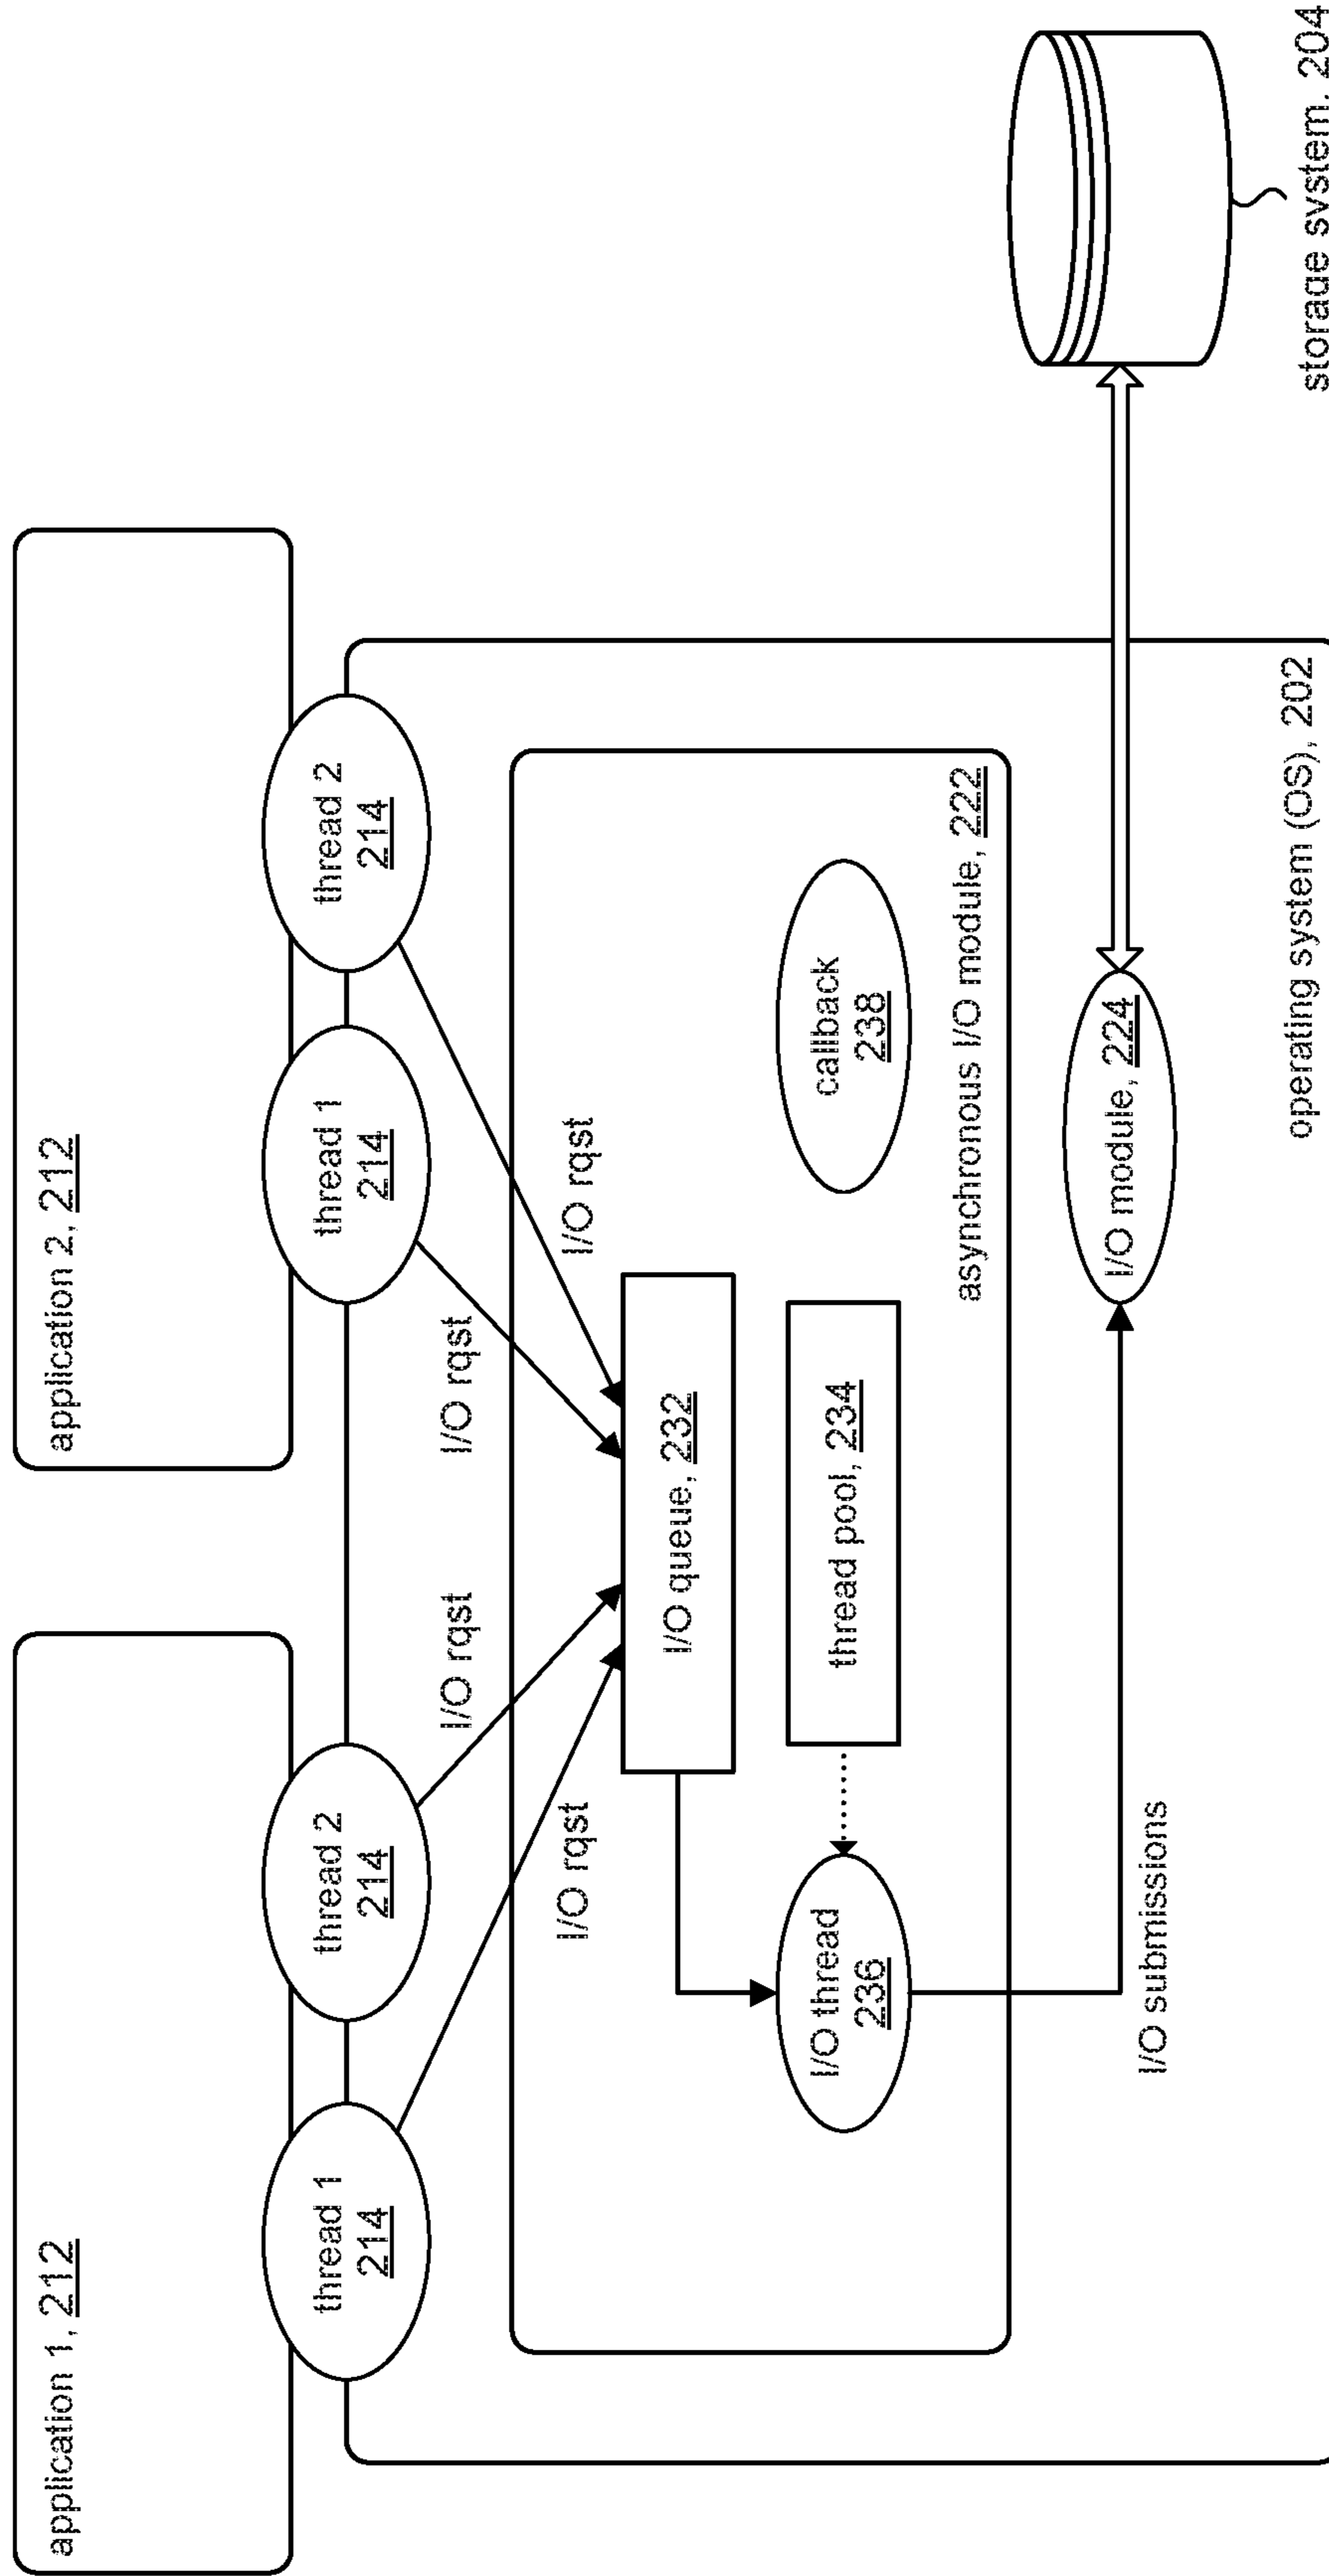 application 1, 212
application 2, 212
thread 1
214
thread 2
214
thread 1
214
thread 2
214
I/O rqst
I/O rqst
I/O rqst
I/O rqst
I/O queue, 232
I/O thread
236
thread pool, 234
callback
238
asynchronous I/O module, 222
I/O submissions
I/O module, 224
operating system (OS), 202
storage system, 204